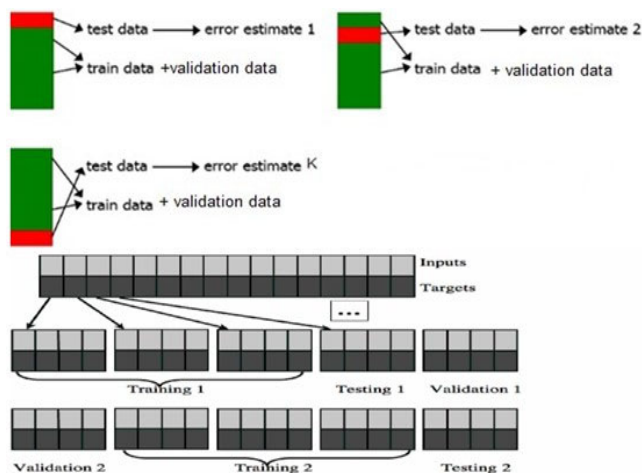 test data error estimate 1
train data +validation data
test data error estimate 2
train data + validation data
test data error estimate K
train data + validation data
Inputs
Targets
...
Training 1 Testing 1 Validation 1
Validation 2 Training 2 Testing 2